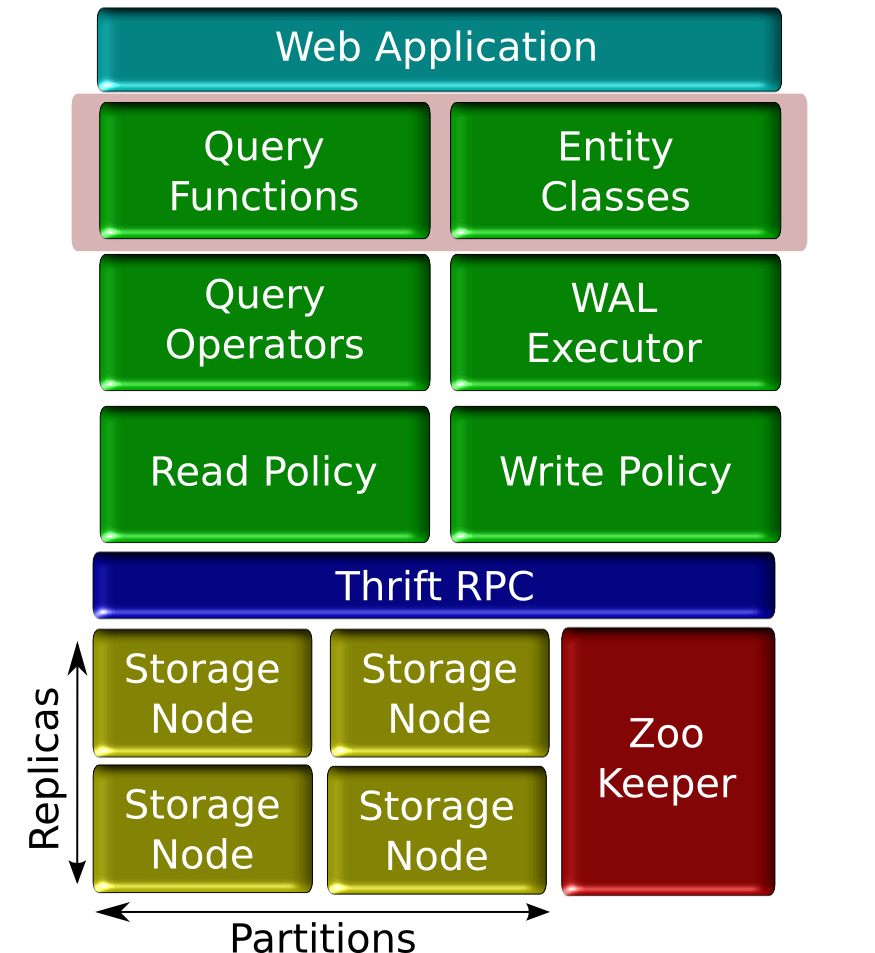 Web Application
Query
Functions
Entity
Classes
Query
Operators
WAL
Executor
Read Policy
Write Policy
Thrift RPC
Storage
Node
Storage
Node
Zoo
Keeper
Storage
Node
Storage
Node
Replicas
Partitions